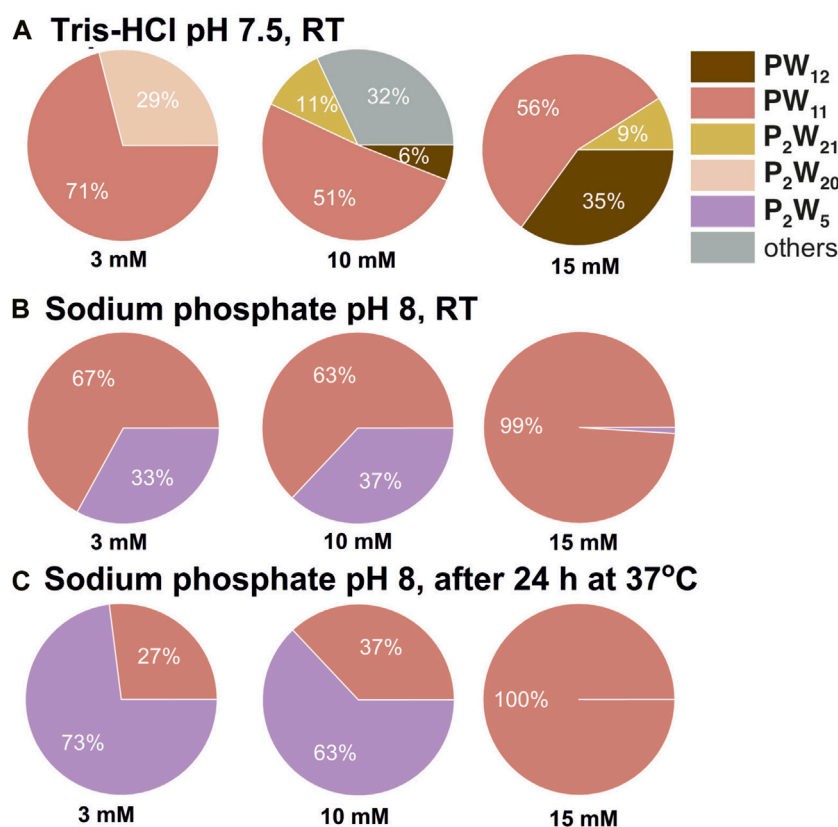 A Tris-HCl pH 7.5, RT
29%
71%
3 mM
11%
32%
6%
51%
10 mM
56%
9%
35%
15 mM
PW₁₂
PW₁₁
P₂W₂₁
P₂W₂₀
P₂W₅
others
B Sodium phosphate pH 8, RT
67%
33%
3 mM
63%
37%
10 mM
99%
15 mM
C Sodium phosphate pH 8, after 24 h at 37°C
27%
73%
3 mM
37%
63%
10 mM
100%
15 mM